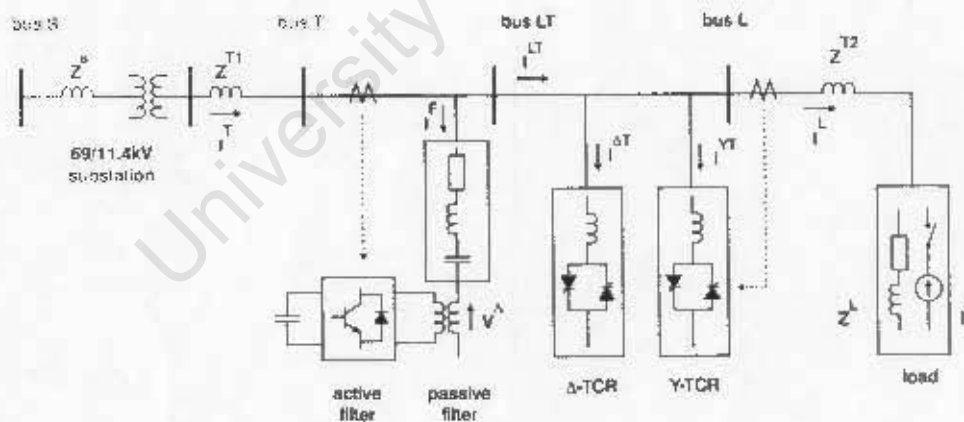 bus S
bus T
bus LT
bus L
Z^S
Z^T1
I^T
I^F
I^LT
I^ΔT
I^YT
I^L
Z^T2
69/11.4kV
substation
V^A
Z^L
active
filter
passive
filter
Δ-TCR
Y-TCR
load
University